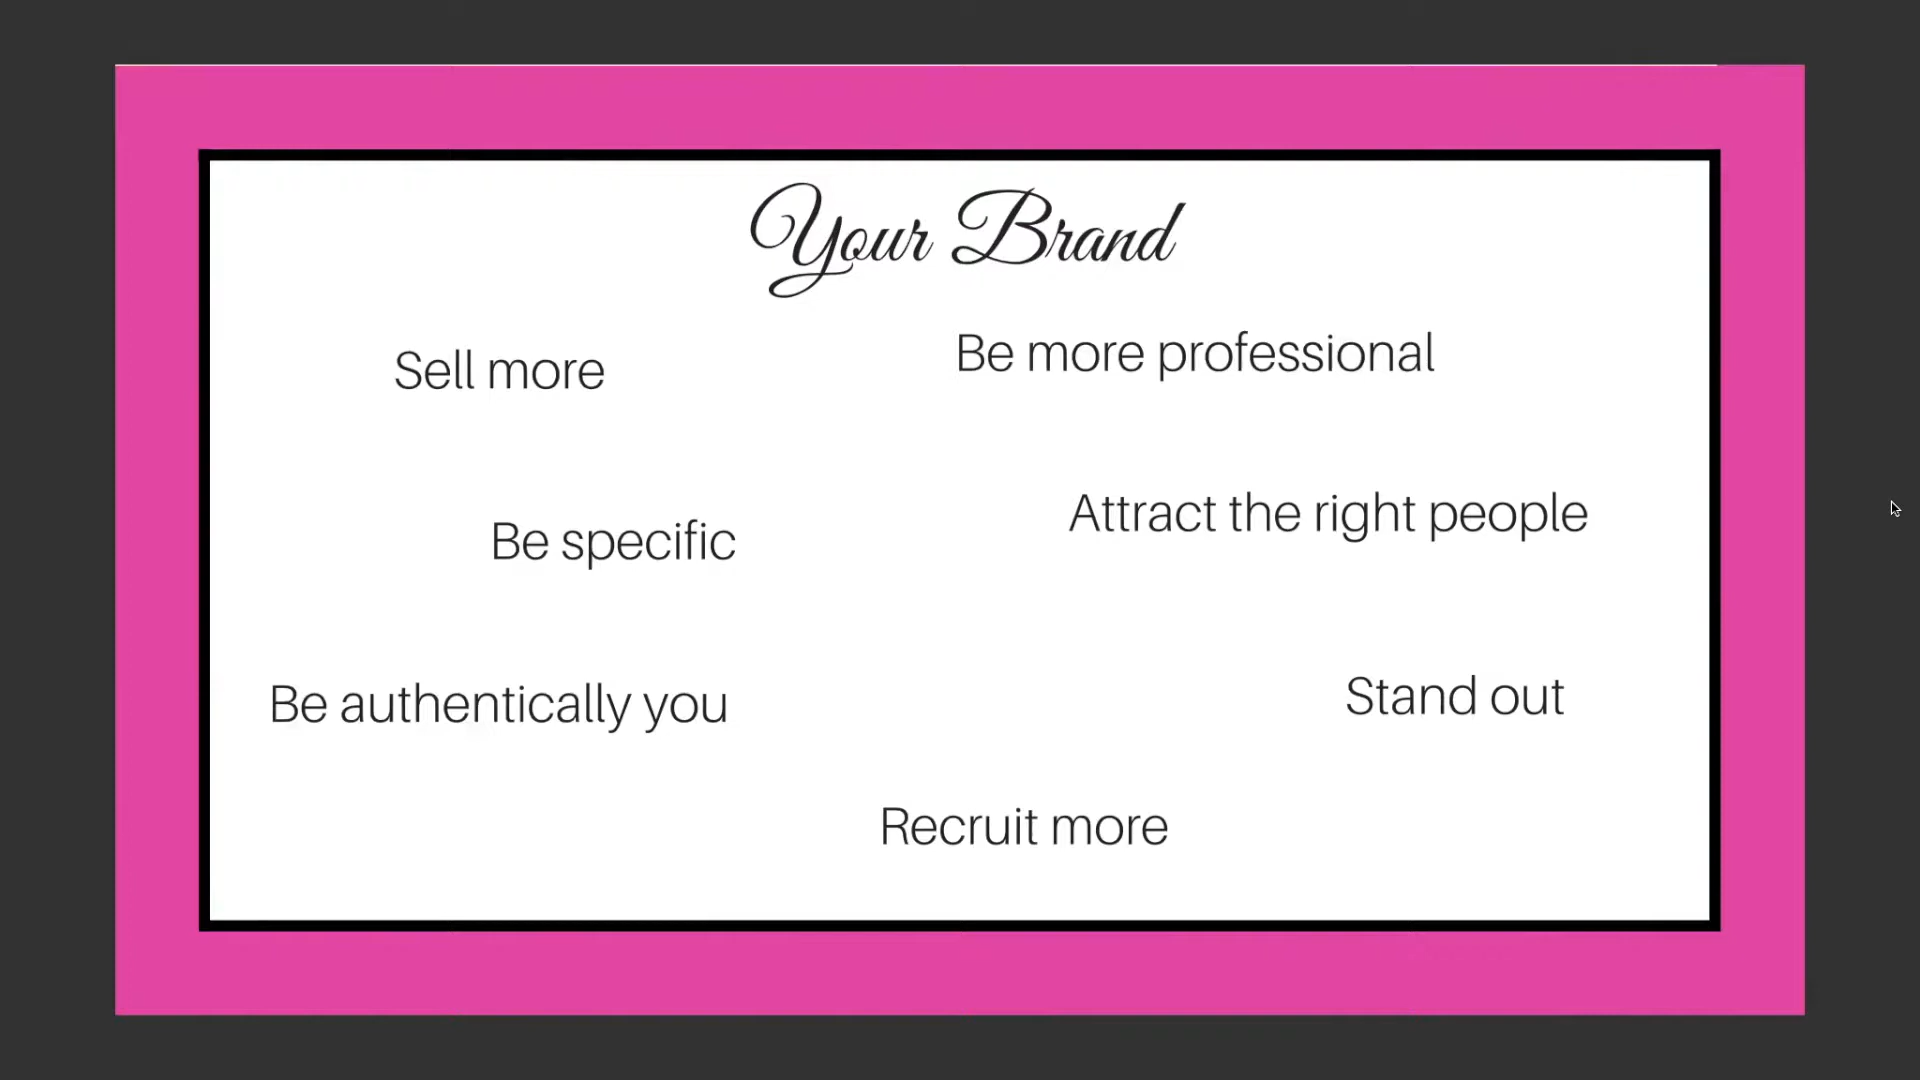 Your Brand
Sell more
Be more professional
Be specific
Attract the right people
Be authentically you
Stand out
Recruit more